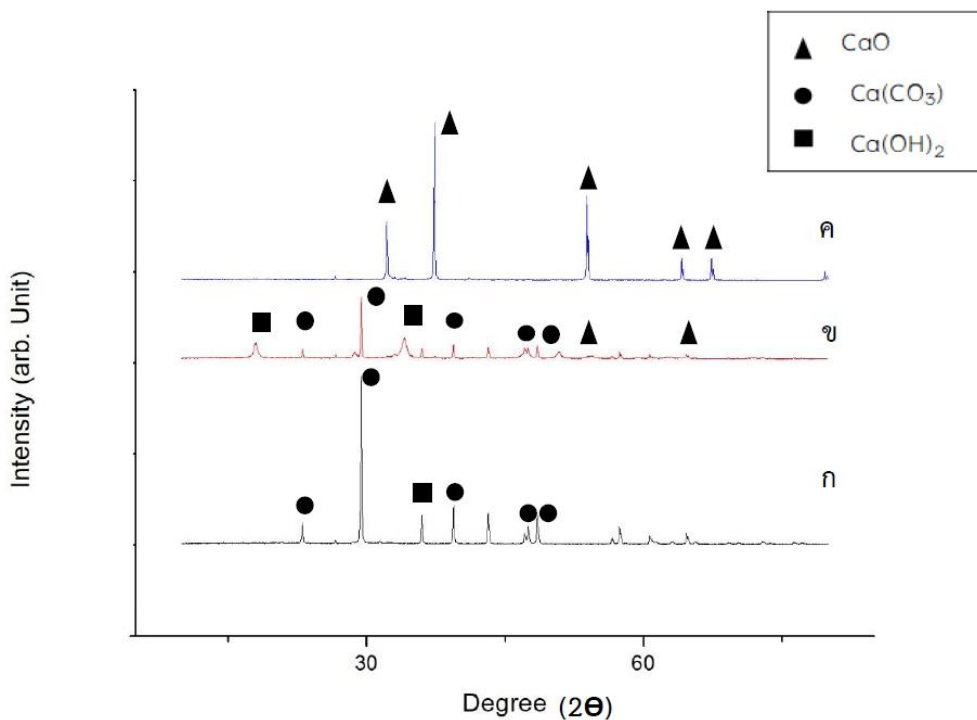 CaO
Ca(CO₃)
Ca(OH)₂
ค
ข
ก
Intensity (arb. Unit)
30
60
Degree (2ϴ)